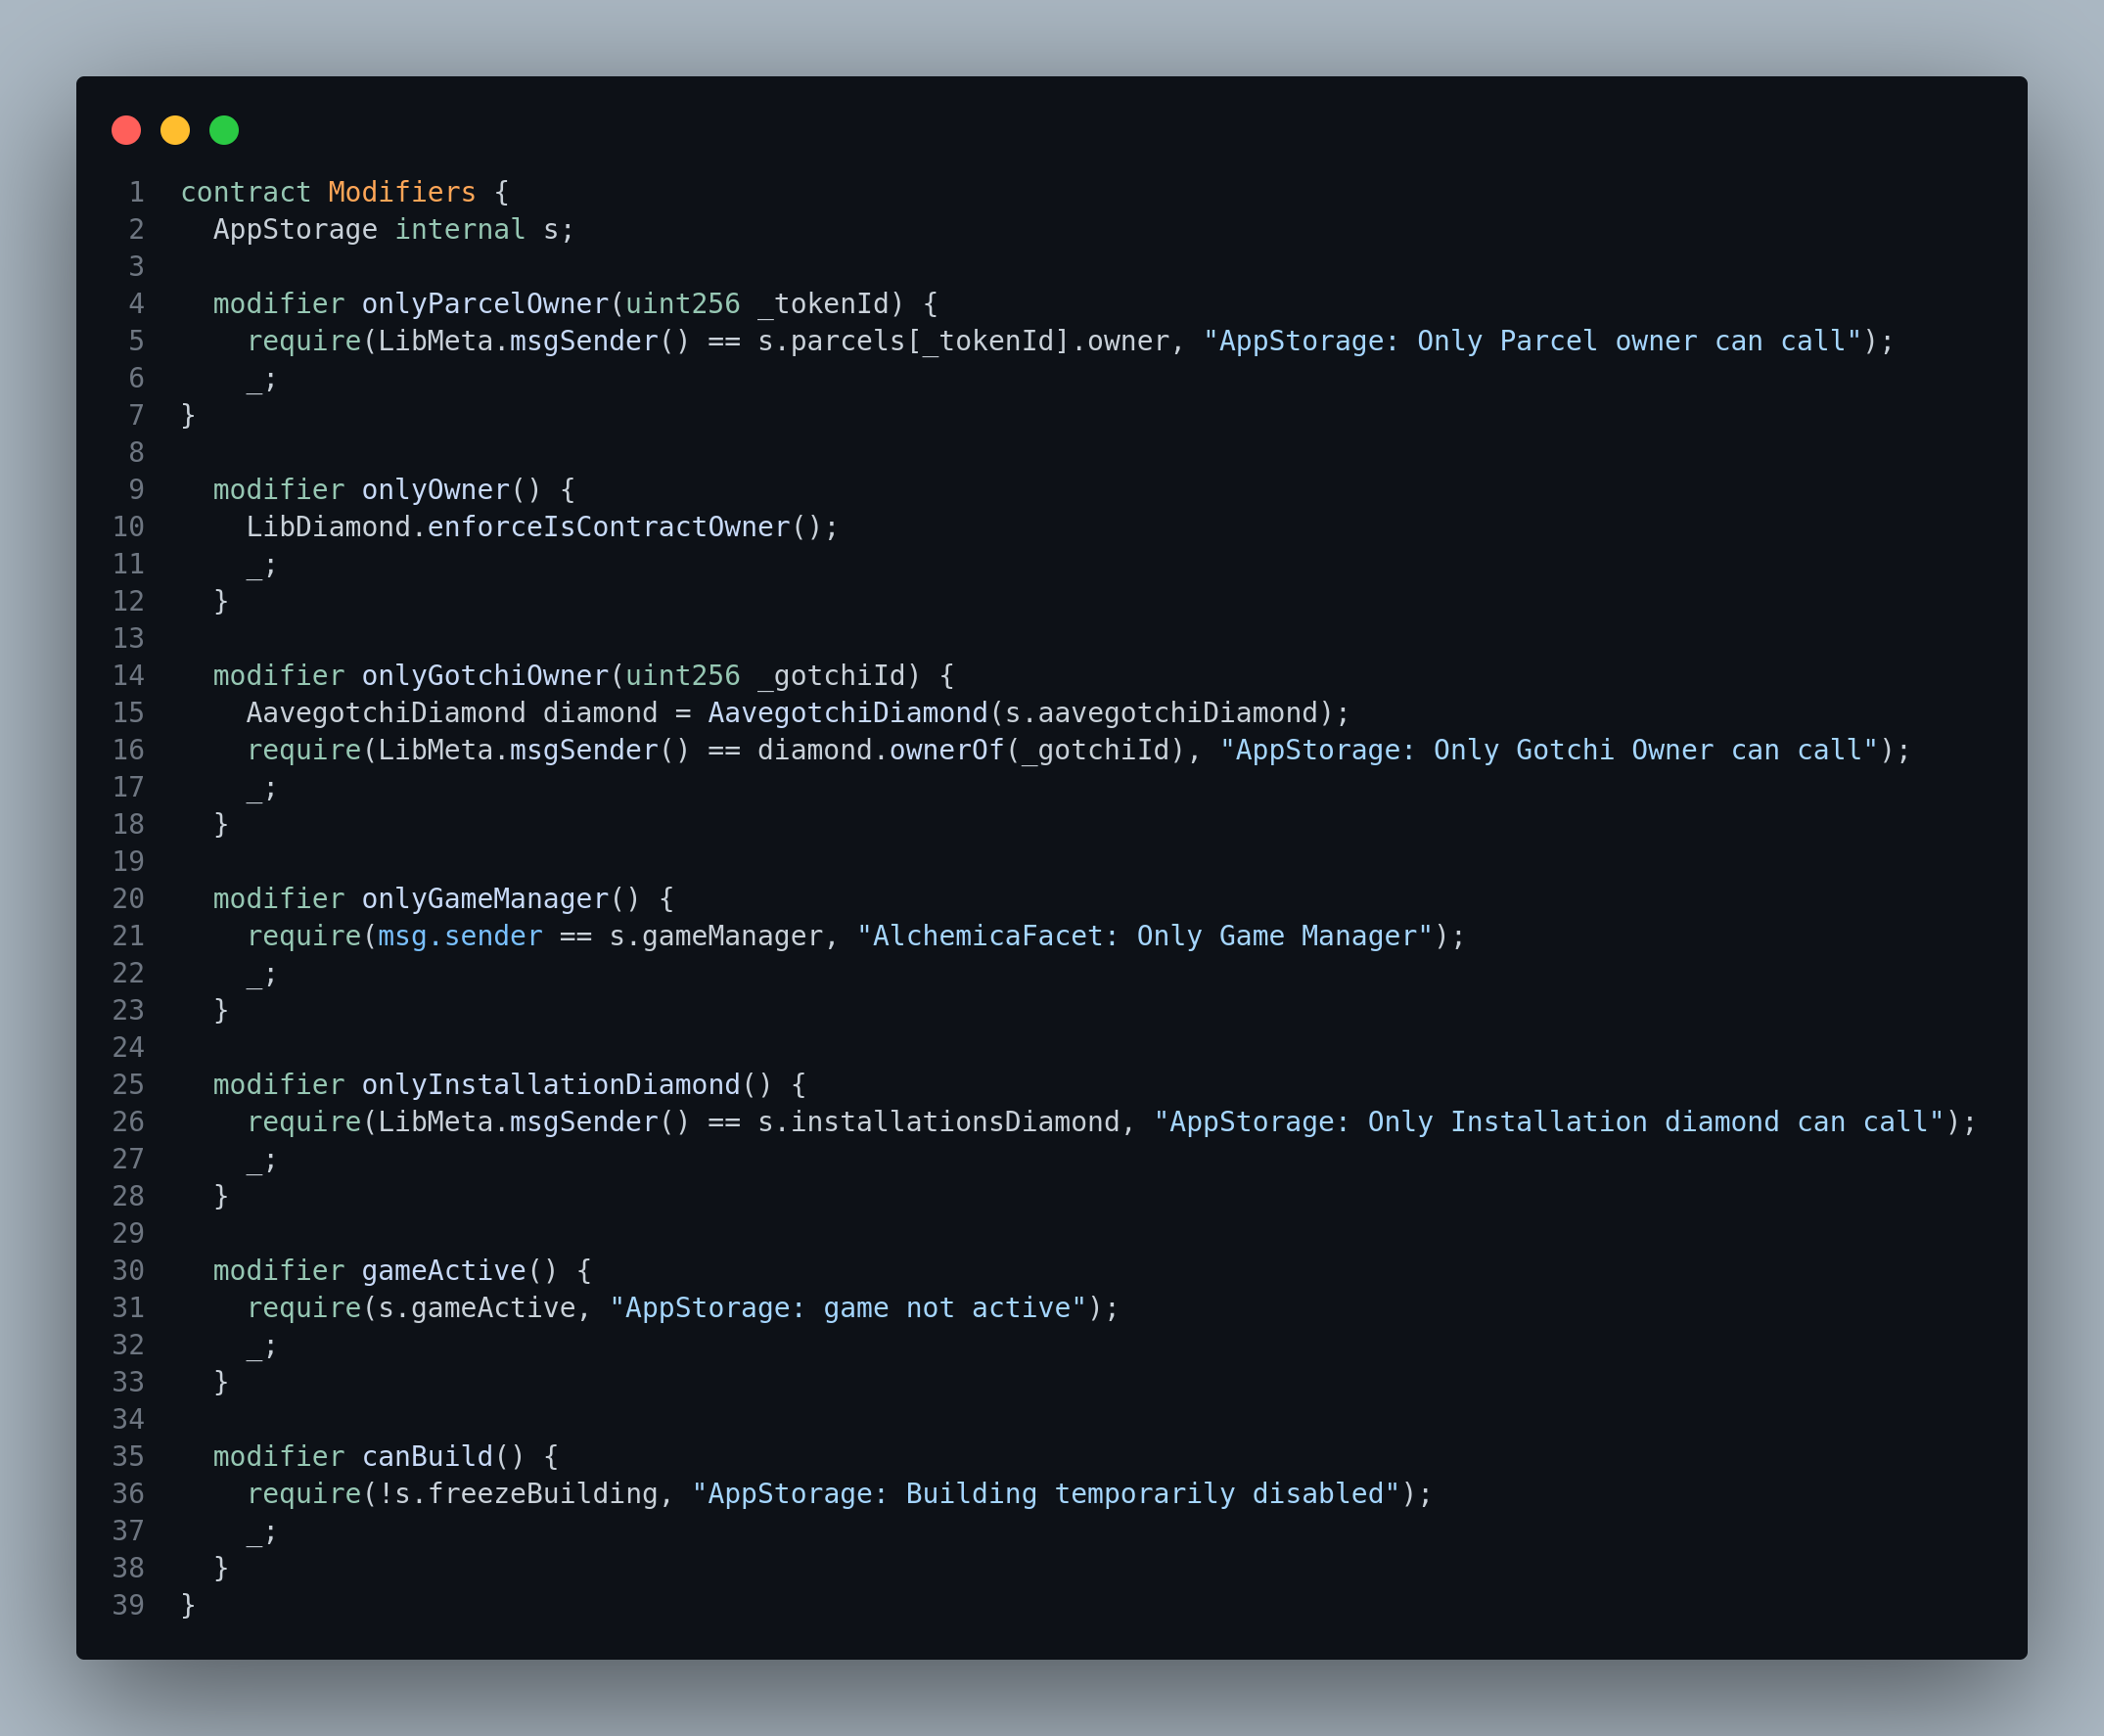 1 contract Modifiers {
2   AppStorage internal s;
3
4   modifier onlyParcelOwner(uint256 _tokenId) {
5     require(LibMeta.msgSender() == s.parcels[_tokenId].owner, "AppStorage: Only Parcel owner can call");
6     _;
7 }
8
9   modifier onlyOwner() {
10     LibDiamond.enforceIsContractOwner();
11     _;
12   }
13
14   modifier onlyGotchiOwner(uint256 _gotchiId) {
15     AavegotchiDiamond diamond = AavegotchiDiamond(s.aavegotchiDiamond);
16     require(LibMeta.msgSender() == diamond.ownerOf(_gotchiId), "AppStorage: Only Gotchi Owner can call");
17     _;
18   }
19
20   modifier onlyGameManager() {
21     require(msg.sender == s.gameManager, "AlchemicaFacet: Only Game Manager");
22     _;
23   }
24
25   modifier onlyInstallationDiamond() {
26     require(LibMeta.msgSender() == s.installationsDiamond, "AppStorage: Only Installation diamond can call");
27     _;
28   }
29
30   modifier gameActive() {
31     require(s.gameActive, "AppStorage: game not active");
32     _;
33   }
34
35   modifier canBuild() {
36     require(!s.freezeBuilding, "AppStorage: Building temporarily disabled");
37     _;
38   }
39 }